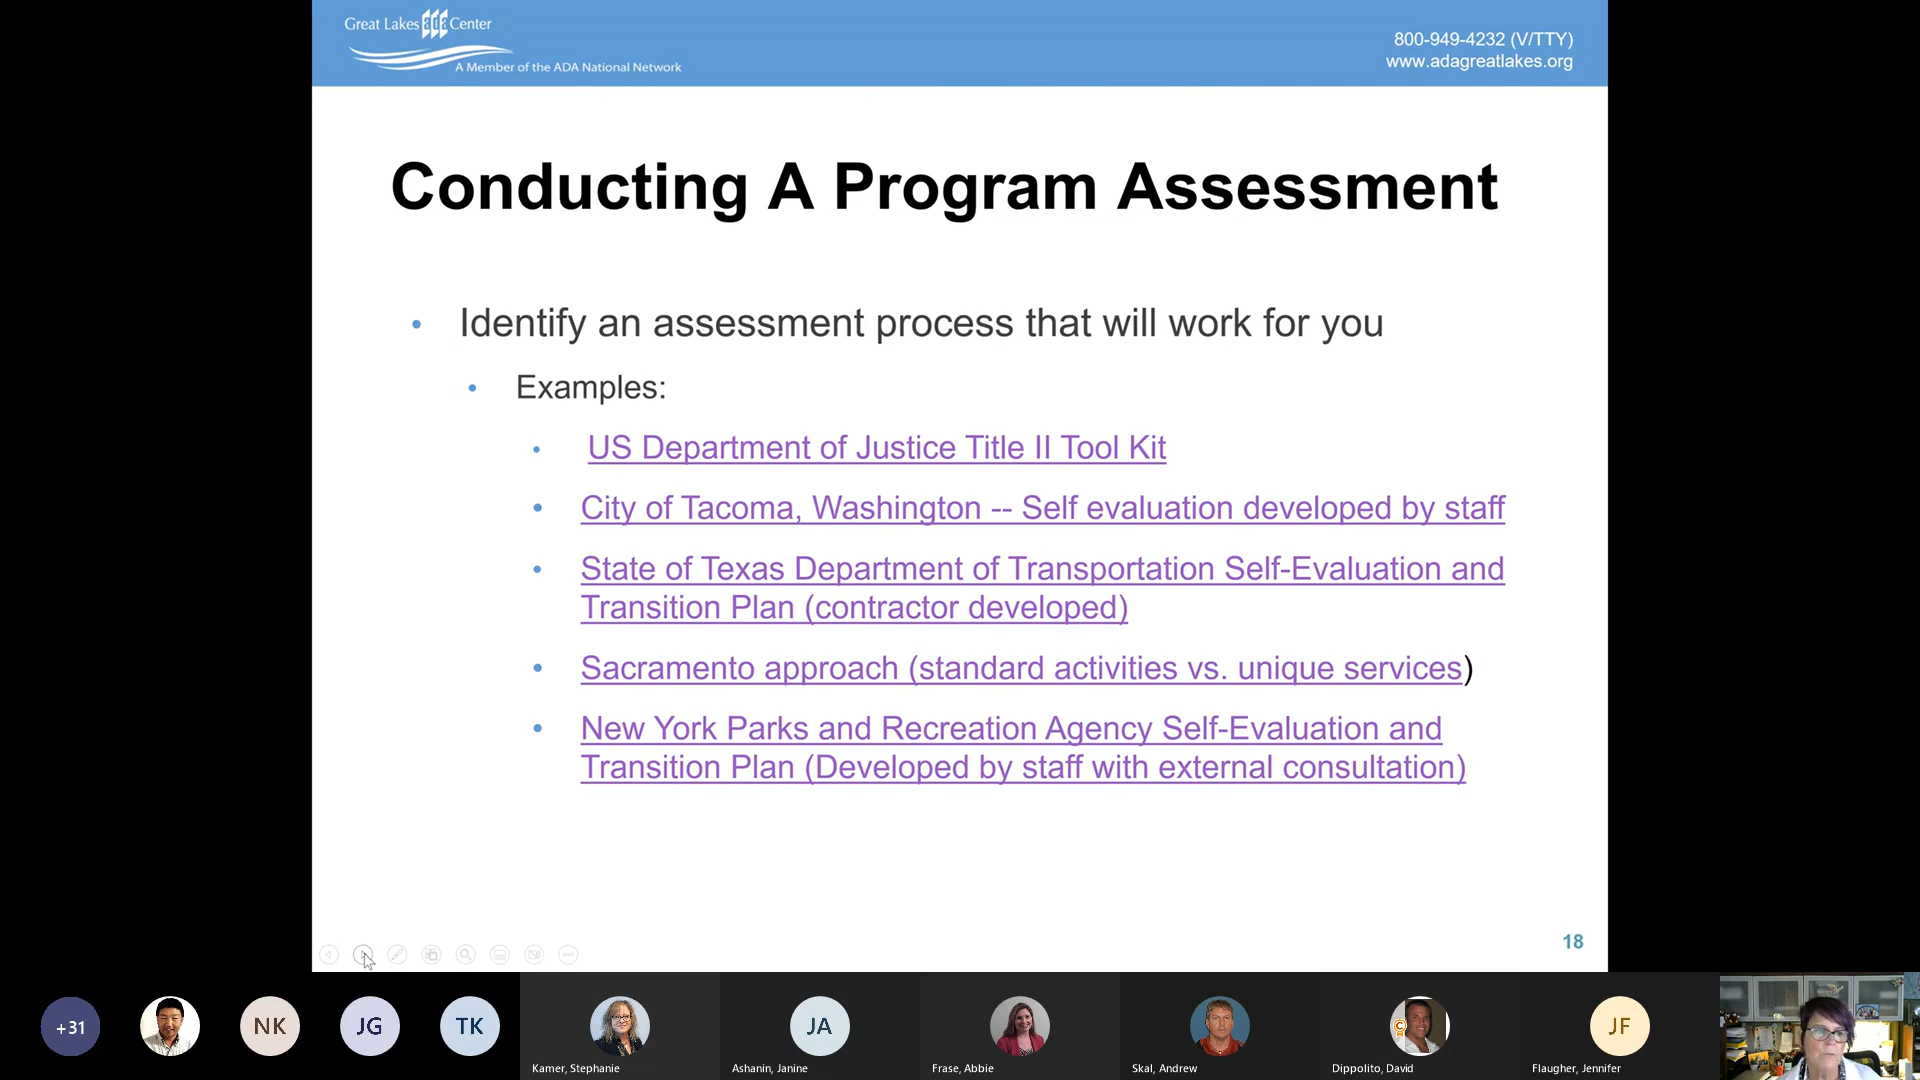 Great Lakes ada Center
A Member of the ADA National Network
800-949-4232 (V/TTY)
www.adagreatlakes.org
Conducting A Program Assessment
• Identify an assessment process that will work for you
• Examples:
• US Department of Justice Title II Tool Kit
• City of Tacoma, Washington -- Self evaluation developed by staff
• State of Texas Department of Transportation Self-Evaluation and
Transition Plan (contractor developed)
• Sacramento approach (standard activities vs. unique services)
• New York Parks and Recreation Agency Self-Evaluation and
Transition Plan (Developed by staff with external consultation)
18
+31
NK
JG
TK
JA
JF
Kamer, Stephanie
Ashanin, Janine
Frase, Abbie
Skal, Andrew
Dippolito, David
Flaugher, Jennifer